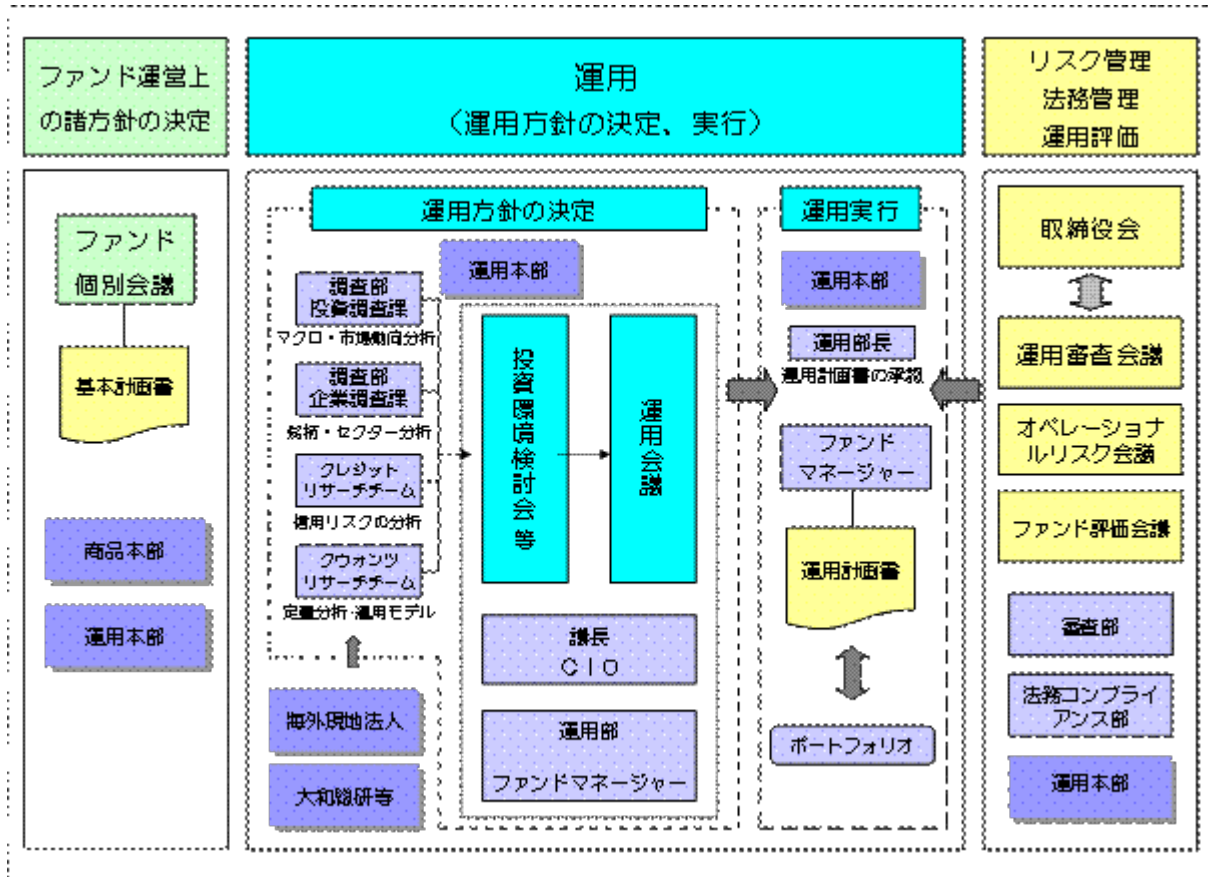 ファンド運営上
の諸方針の決定
運用
(運用方針の決定、実行)
リスク管理
法務管理
運用評価
ファンド
個別会議
基本計画書
商品本部
運用本部
運用方針の決定
運用本部
調査部
投資調査課
マクロ・市場動向分析
調査部
企業調査課
銘柄・セクター分析
クレジット
リサーチチーム
信用リスクの分析
クウォンツ
リサーチチーム
定量分析・運用モデル
海外現地法人
大和総研等
投資環境検討会等
運用会議
議長
CIO
運用部
ファンドマネージャー
運用実行
運用本部
運用部長
運用計画書の承認
ファンド
マネージャー
運用計画書
ポートフォリオ
取締役会
運用審査会議
オペレーショナ
ルリスク会議
ファンド評価会議
審査部
法務コンプライ
アンス部
運用本部